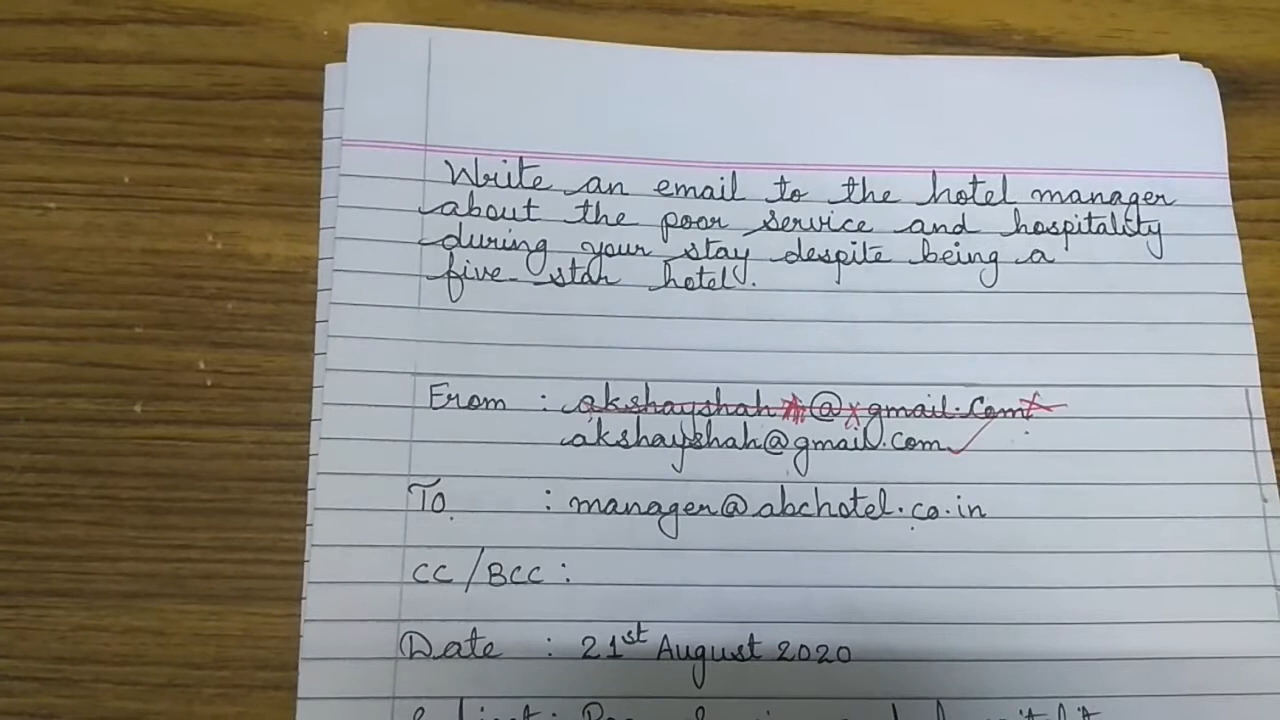 Write an email to the hotel manager
about the poor service and hospitality
during your stay despite being a
five-star hotel.
From : akshayshah @ gmail.com
akshayshah@gmail.com
To : manager@abchotel.co.in
CC/BCC :
Date : 21st August 2020